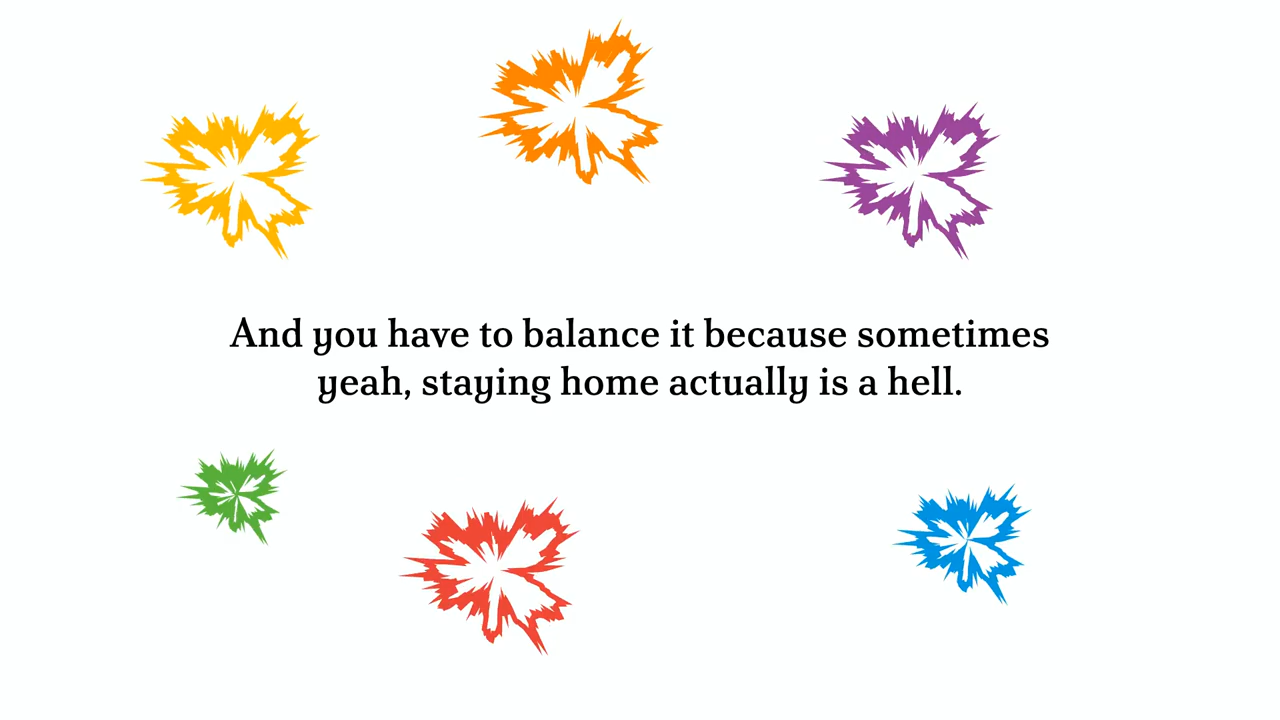 And you have to balance it because sometimes
yeah, staying home actually is a hell.